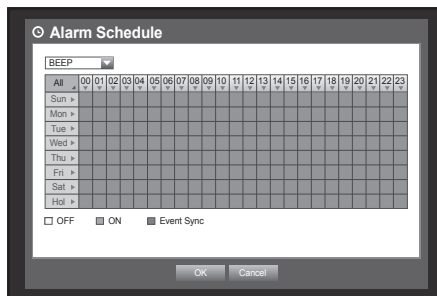 Alarm Schedule
BEEP
All 00 01 02 03 04 05 06 07 08 09 10 11 12 13 14 15 16 17 18 19 20 21 22 23
Sun
Mon
Tue
Wed
Thu
Fri
Sat
Hol
OFF ON Event Sync
OK Cancel